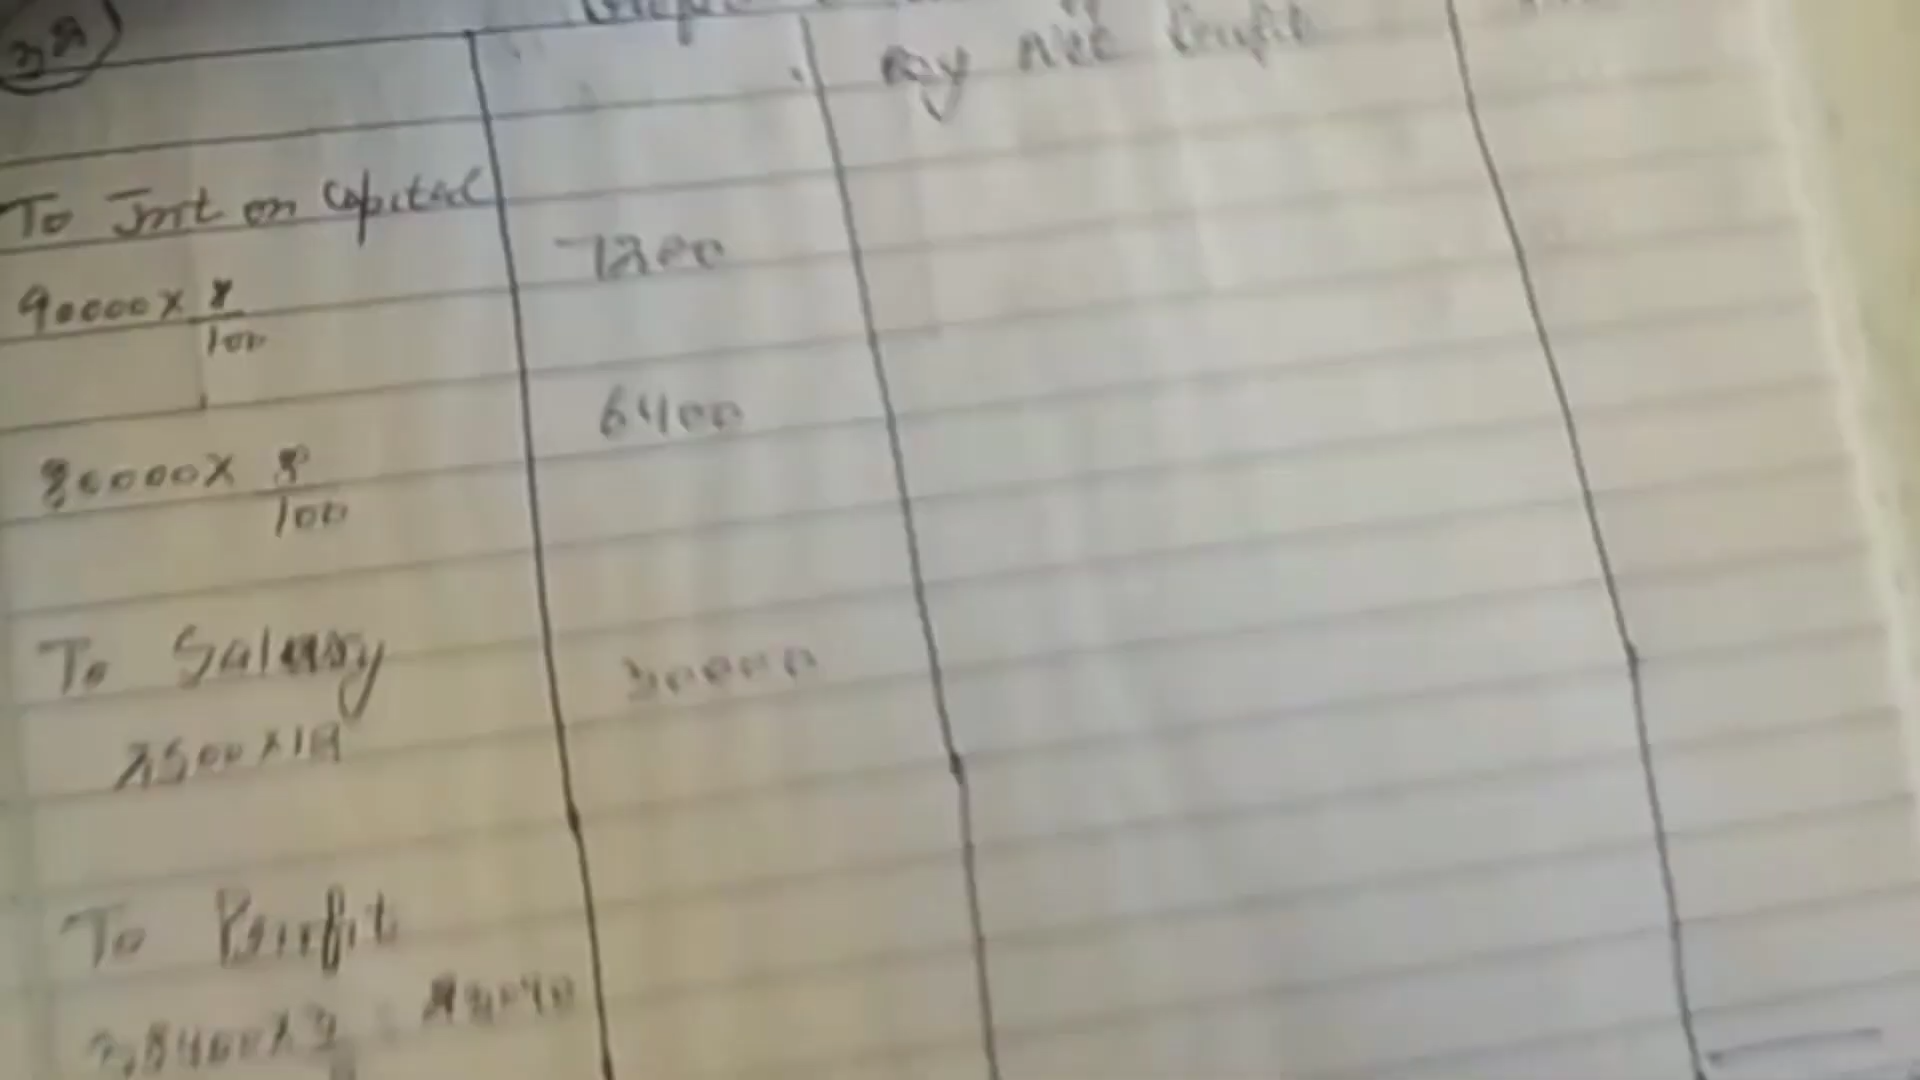 By net Profit
To Int on Capital
7200
90000 × 8
100
6400
80000 × 8
100
To Salary
30000
2500×12
To Profit